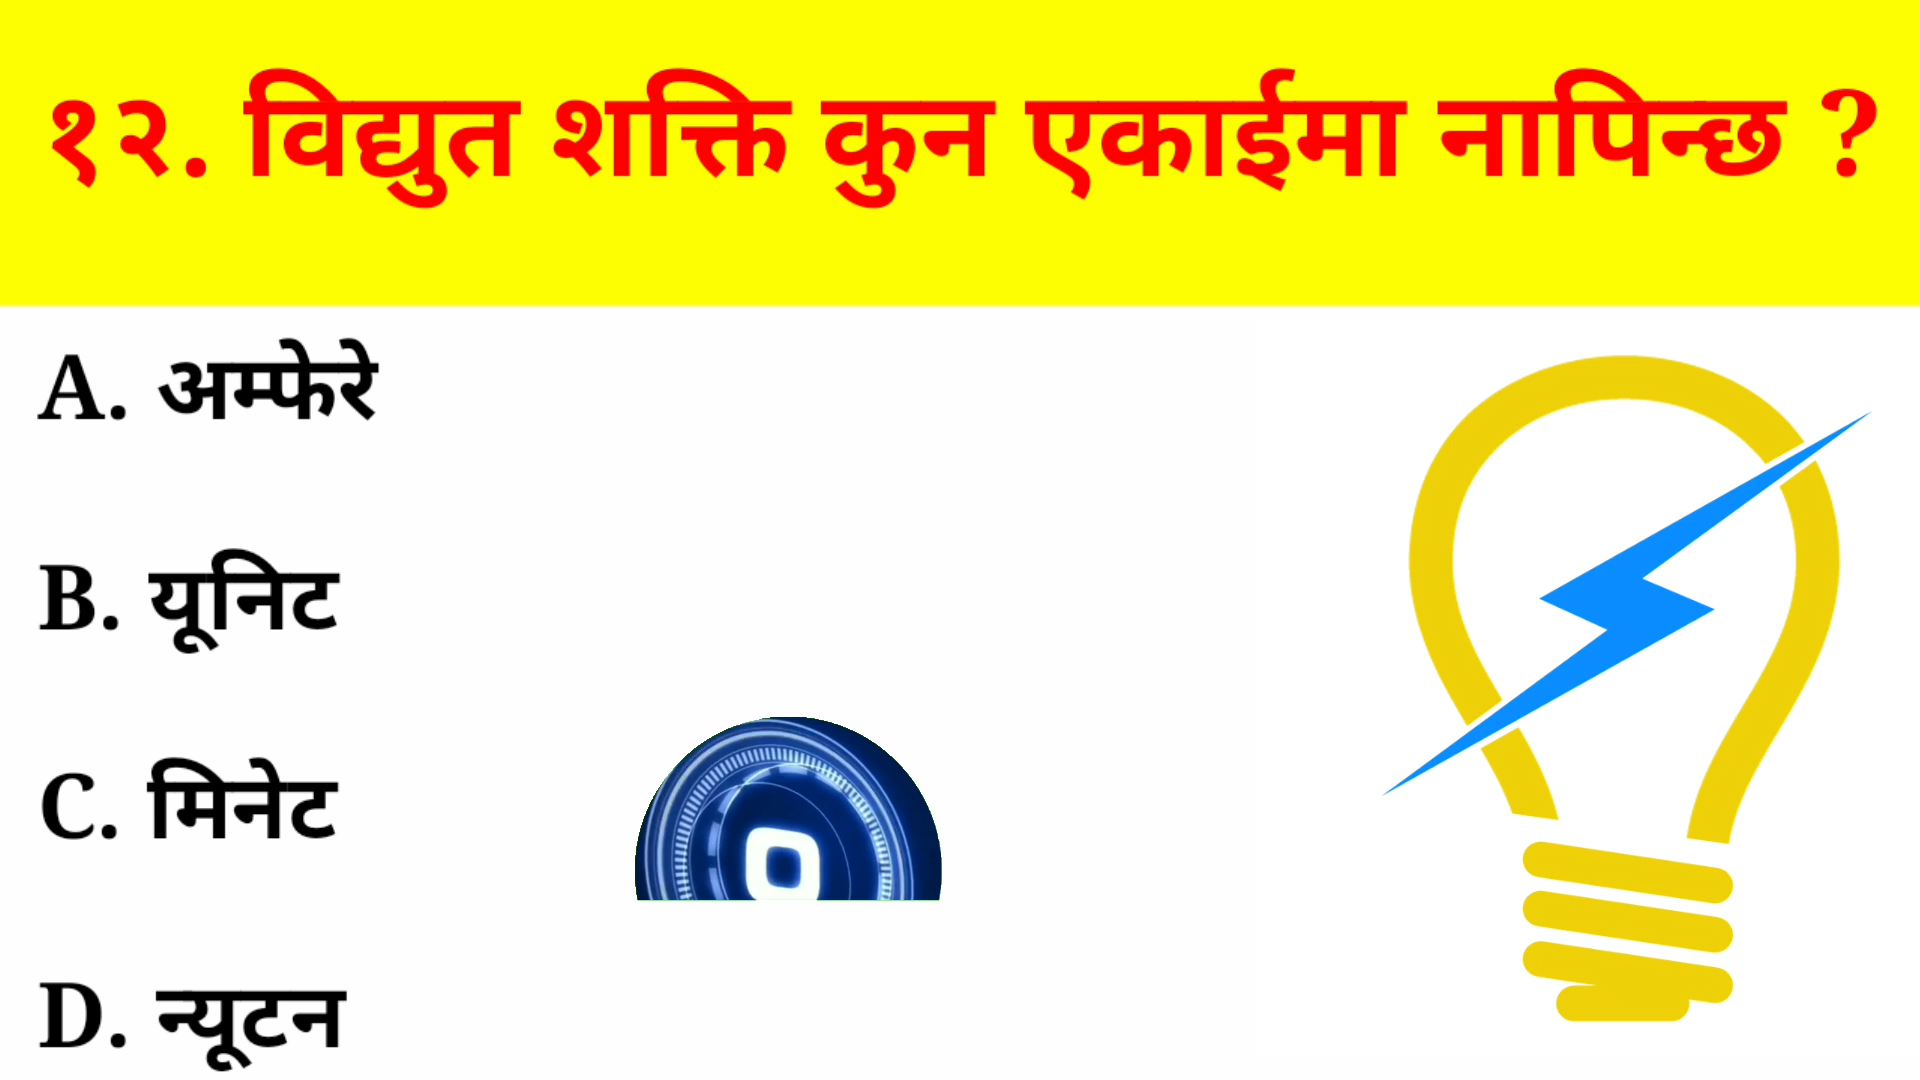 १२. विद्युत शक्ति कुन एकाईमा नापिन्छ ?
A. अम्फेरे
B. यूनिट
C. मिनेट
D. न्यूटन